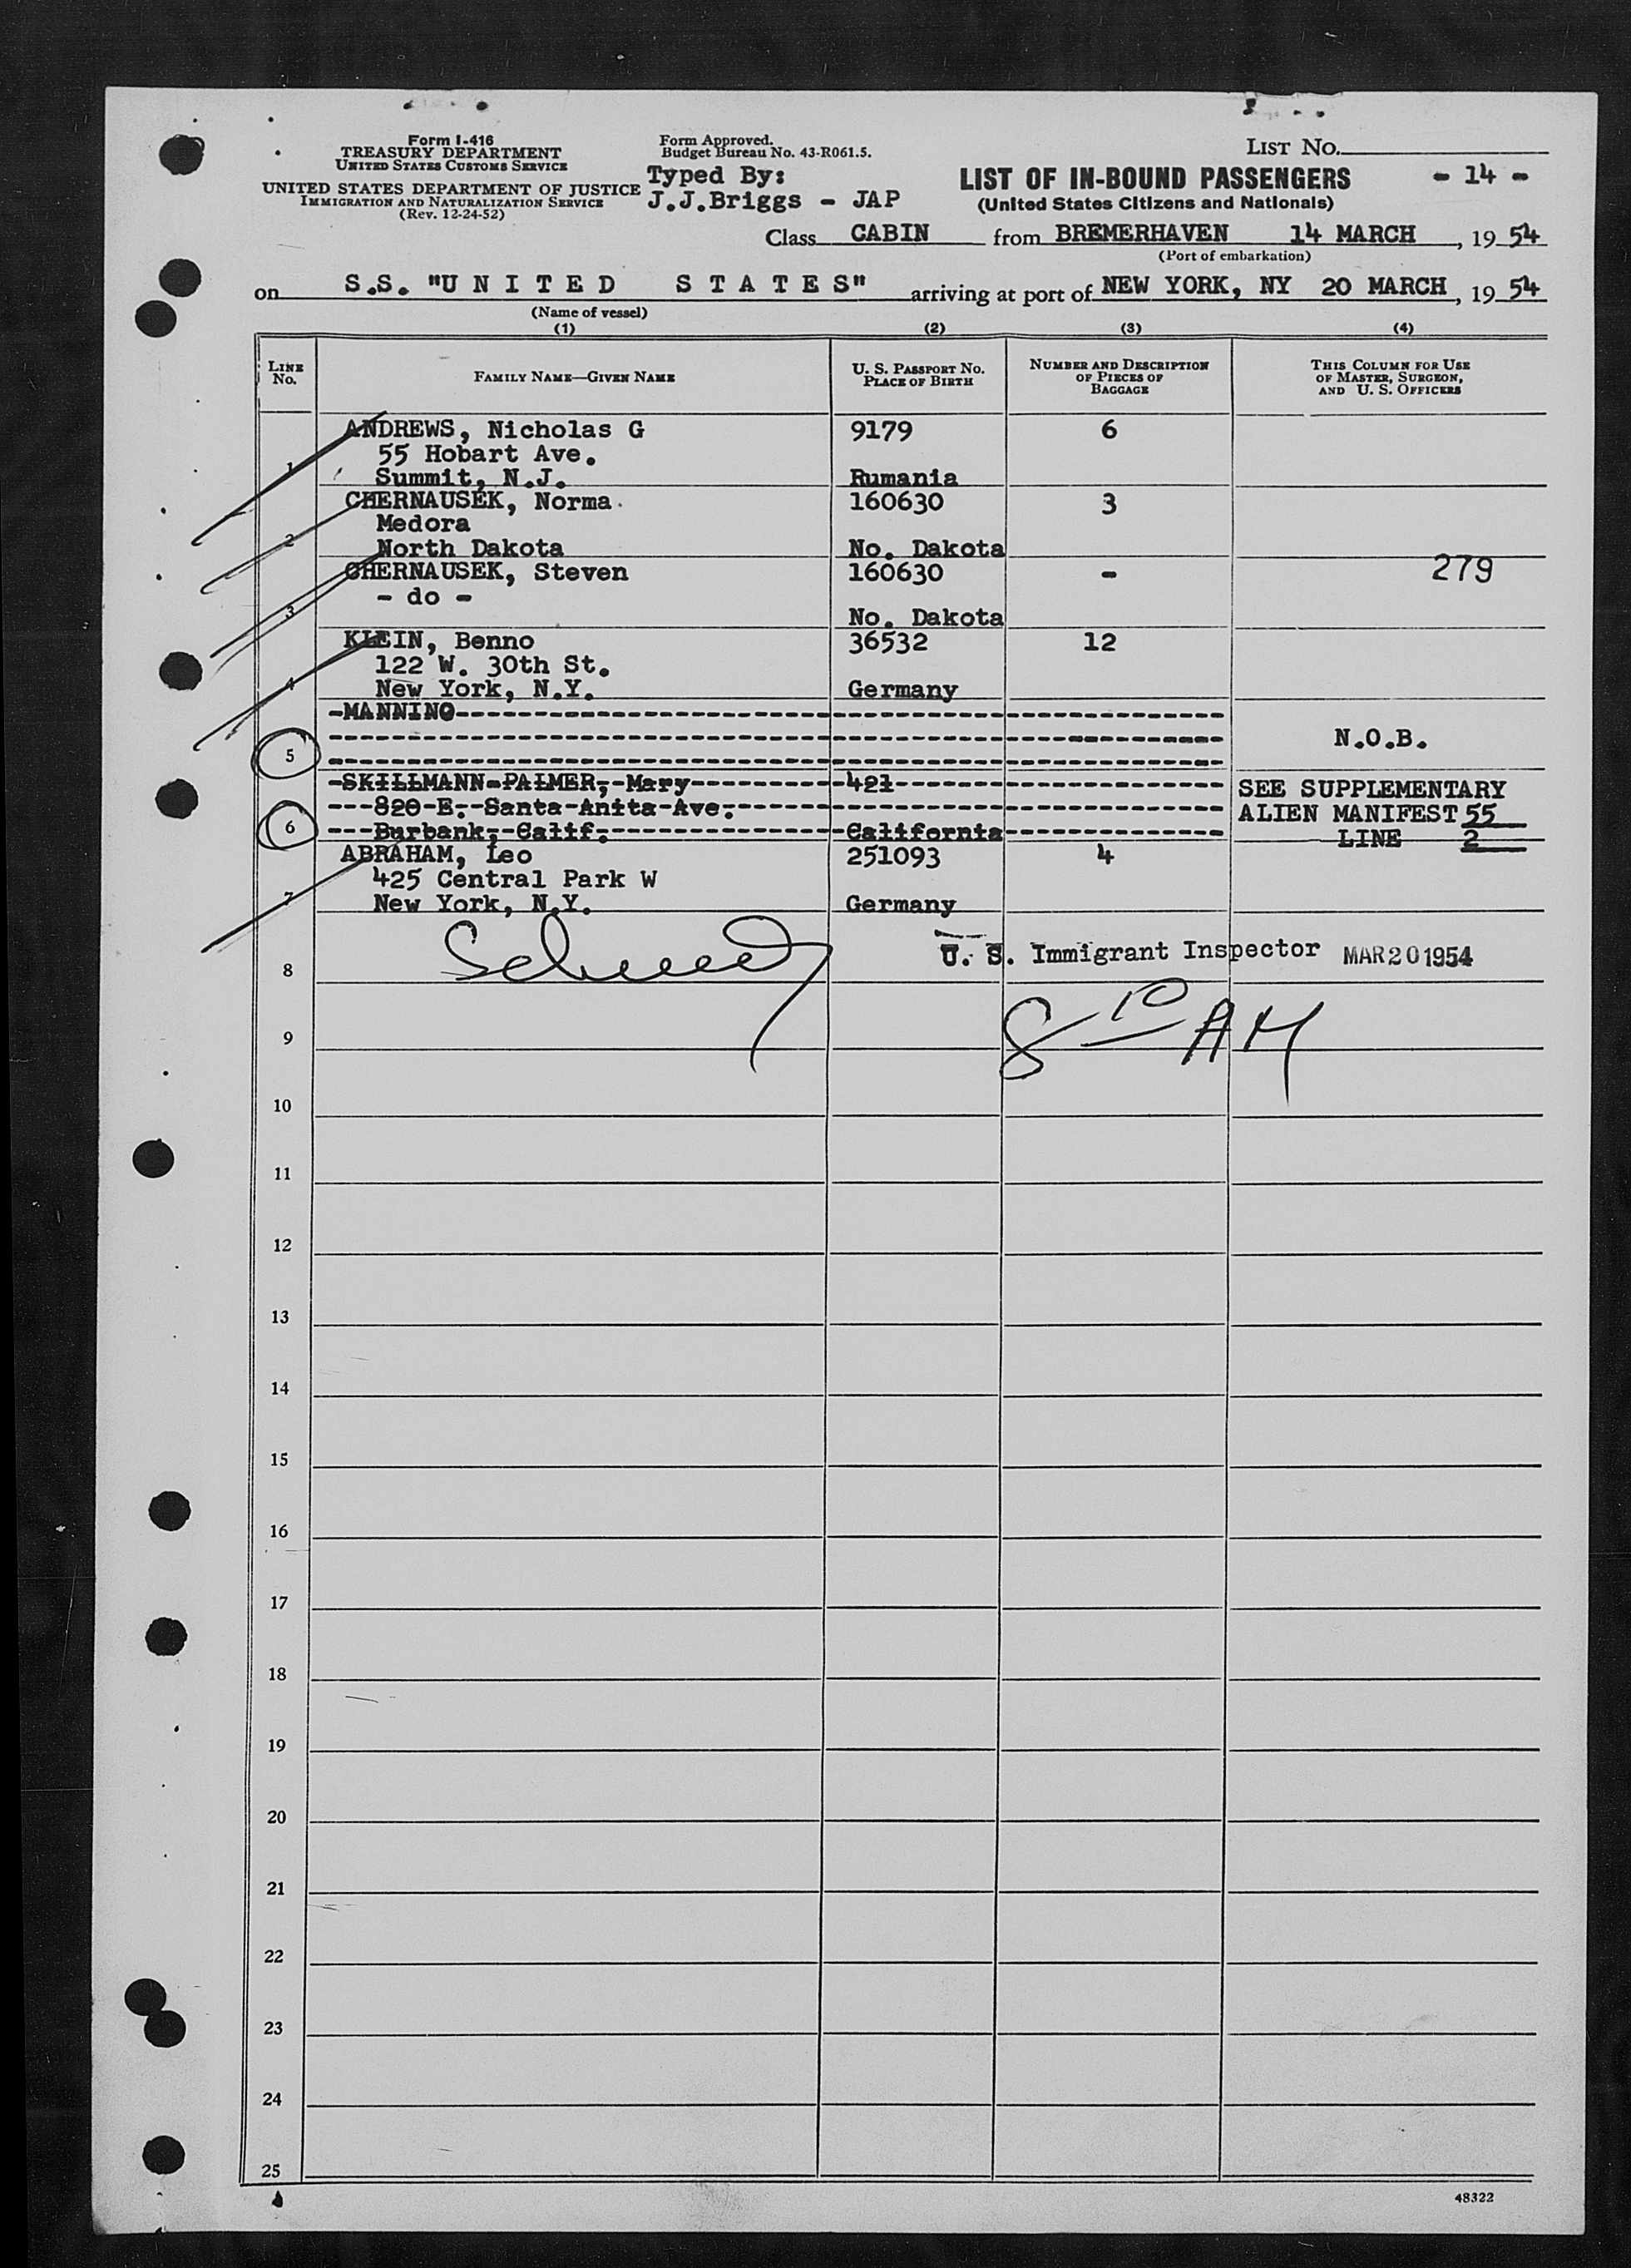 Form I-416
TREASURY DEPARTMENT
UNITED STATES CUSTOMS SERVICE
UNITED STATES DEPARTMENT OF JUSTICE
IMMIGRATION AND NATURALIZATION SERVICE
(Rev. 12-24-52)
Form Approved.
Budget Bureau No. 43-R061.5.
Typed By:
J.J.Briggs - JAP
LIST NO.
LIST OF IN-BOUND PASSENGERS - 14 -
(United States Citizens and Nationals)
Class CABIN from BREMERHAVEN 14 MARCH, 19 54
(Port of embarkation)
on S.S. "U N I T E D S T A T E S" arriving at port of NEW YORK, NY 20 MARCH, 19 54
(Name of vessel)
(1) (2) (3) (4)
LINE NO. FAMILY NAME—GIVEN NAME U. S. PASSPORT NO. PLACE OF BIRTH NUMBER AND DESCRIPTION OF PIECES OF BAGGAGE THIS COLUMN FOR USE OF MASTER, SURGEON, AND U. S. OFFICERS
ANDREWS, Nicholas G 9179 6
55 Hobart Ave.
1 Summit, N.J. Rumania
CHERNAUSEK, Norma 160630 3
Medora
2 North Dakota No. Dakota
CHERNAUSEK, Steven 160630 - 279
- do -
3 No. Dakota
KLEIN, Benno 36532 12
122 W. 30th St.
4 New York, N.Y. Germany
-MANNINO-
N.O.B.
5
-SKILLMANN-PALMER,-Mary 421 SEE SUPPLEMENTARY
820-E.-Santa-Anita-Ave. ALIEN MANIFEST 55
6 Burbank,-Calif. California LINE 2
ABRAHAM, Leo 251093 4
425 Central Park W
7 New York, N.Y. Germany
8 U. S. Immigrant Inspector MAR 20 1954
9 8 10 AM
10
11
12
13
14
15
16
17
18
19
20
21
22
23
24
25
48322